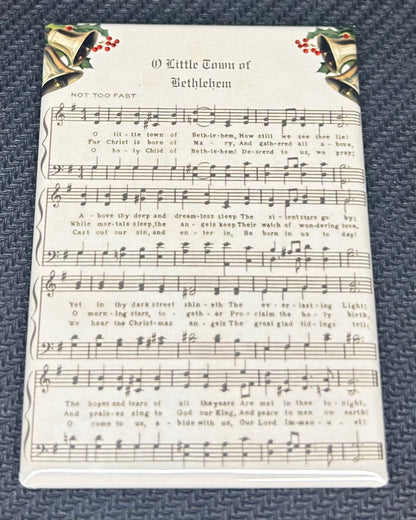 O Little Town of
Bethlehem
NOT TOO FAST
O lit-tle town of Beth-le-hem, How still we see thee lie!
For Christ is born of Ma - ry, And gath-ered all a - bove,
O ho-ly Child of Beth-le-hem! De-scend to us, we pray;
A - bove thy deep and dream-less sleep The si-lent stars go by;
While mor-tals sleep, the an - gels keep Their watch of won-dering love.
Cast out our sin, and en - ter in, Be born in us to day!
Yet in thy dark street shin-eth The ev - er-last-ing Light;
O morn-ing stars, to - geth-er Pro-claim the ho-ly birth,
We hear the Christ-mas an-gels The great glad tid-ings tell;
The hopes and fears of all the years Are met in thee to-night,
And prais-es sing to God our King, And peace to men on earth!
O come to us, a - bide with us, Our Lord Im-man-u - el!